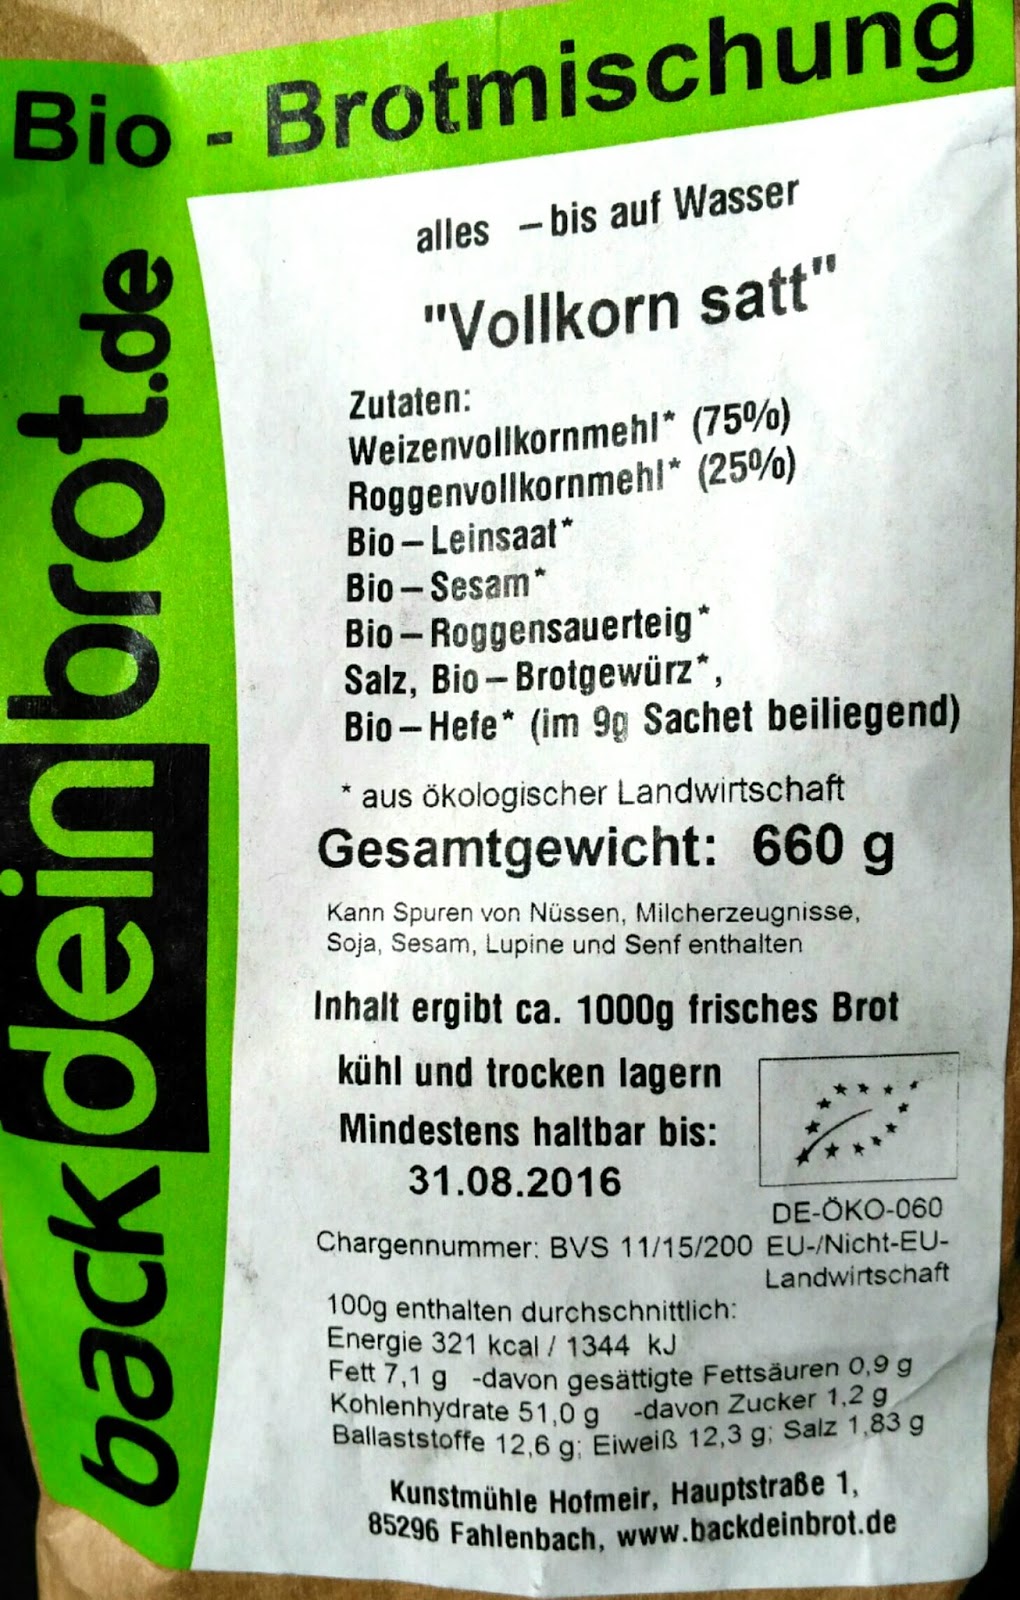 Bio - Brotmischung
backdeinbrot.de
alles – bis auf Wasser
"Vollkorn satt"
Zutaten:
Weizenvollkornmehl* (75%)
Roggenvollkornmehl* (25%)
Bio – Leinsaat*
Bio – Sesam*
Bio – Roggensauerteig*
Salz, Bio – Brotgewürz*,
Bio – Hefe* (im 9g Sachet beiliegend)
* aus ökologischer Landwirtschaft
Gesamtgewicht: 660 g
Kann Spuren von Nüssen, Milcherzeugnisse,
Soja, Sesam, Lupine und Senf enthalten
Inhalt ergibt ca. 1000g frisches Brot
kühl und trocken lagern
Mindestens haltbar bis:
31.08.2016
DE-ÖKO-060
Chargennummer: BVS 11/15/200 EU-/Nicht-EU-
Landwirtschaft
100g enthalten durchschnittlich:
Energie 321 kcal / 1344 kJ
Fett 7,1 g -davon gesättigte Fettsäuren 0,9 g
Kohlenhydrate 51,0 g -davon Zucker 1,2 g
Ballaststoffe 12,6 g; Eiweiß 12,3 g; Salz 1,83 g
Kunstmühle Hofmeir, Hauptstraße 1,
85296 Fahlenbach, www.backdeinbrot.de